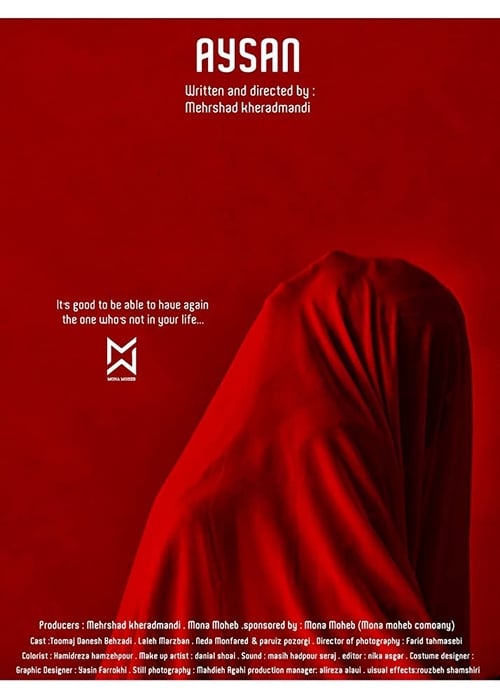 AYSAN
Written and directed by :
Mehrshad kheradmandi
It's good to be able to have again
the one who's not in your life...
MONA MOHEB
Producers : Mehrshad kheradmandi . Mona Moheb .sponsored by : Mona Moheb (Mona moheb comoany)
Cast :Toomaj Danesh Behzadi . Laleh Marzban . Neda Monfared & paruiz pozorgi . Director of photography : Farid tahmasebi
Colorist : Hamidreza hamzehpour . Make up artist : danial shoai . Sound : masih hadpour seraj . editor : nika asgar . Costume designer :
Graphic Designer : Yasin Farrokhi . Still photography : Mahdieh Agahi production manager: alireza alaui . visual effects:rouzbeh shamshiri